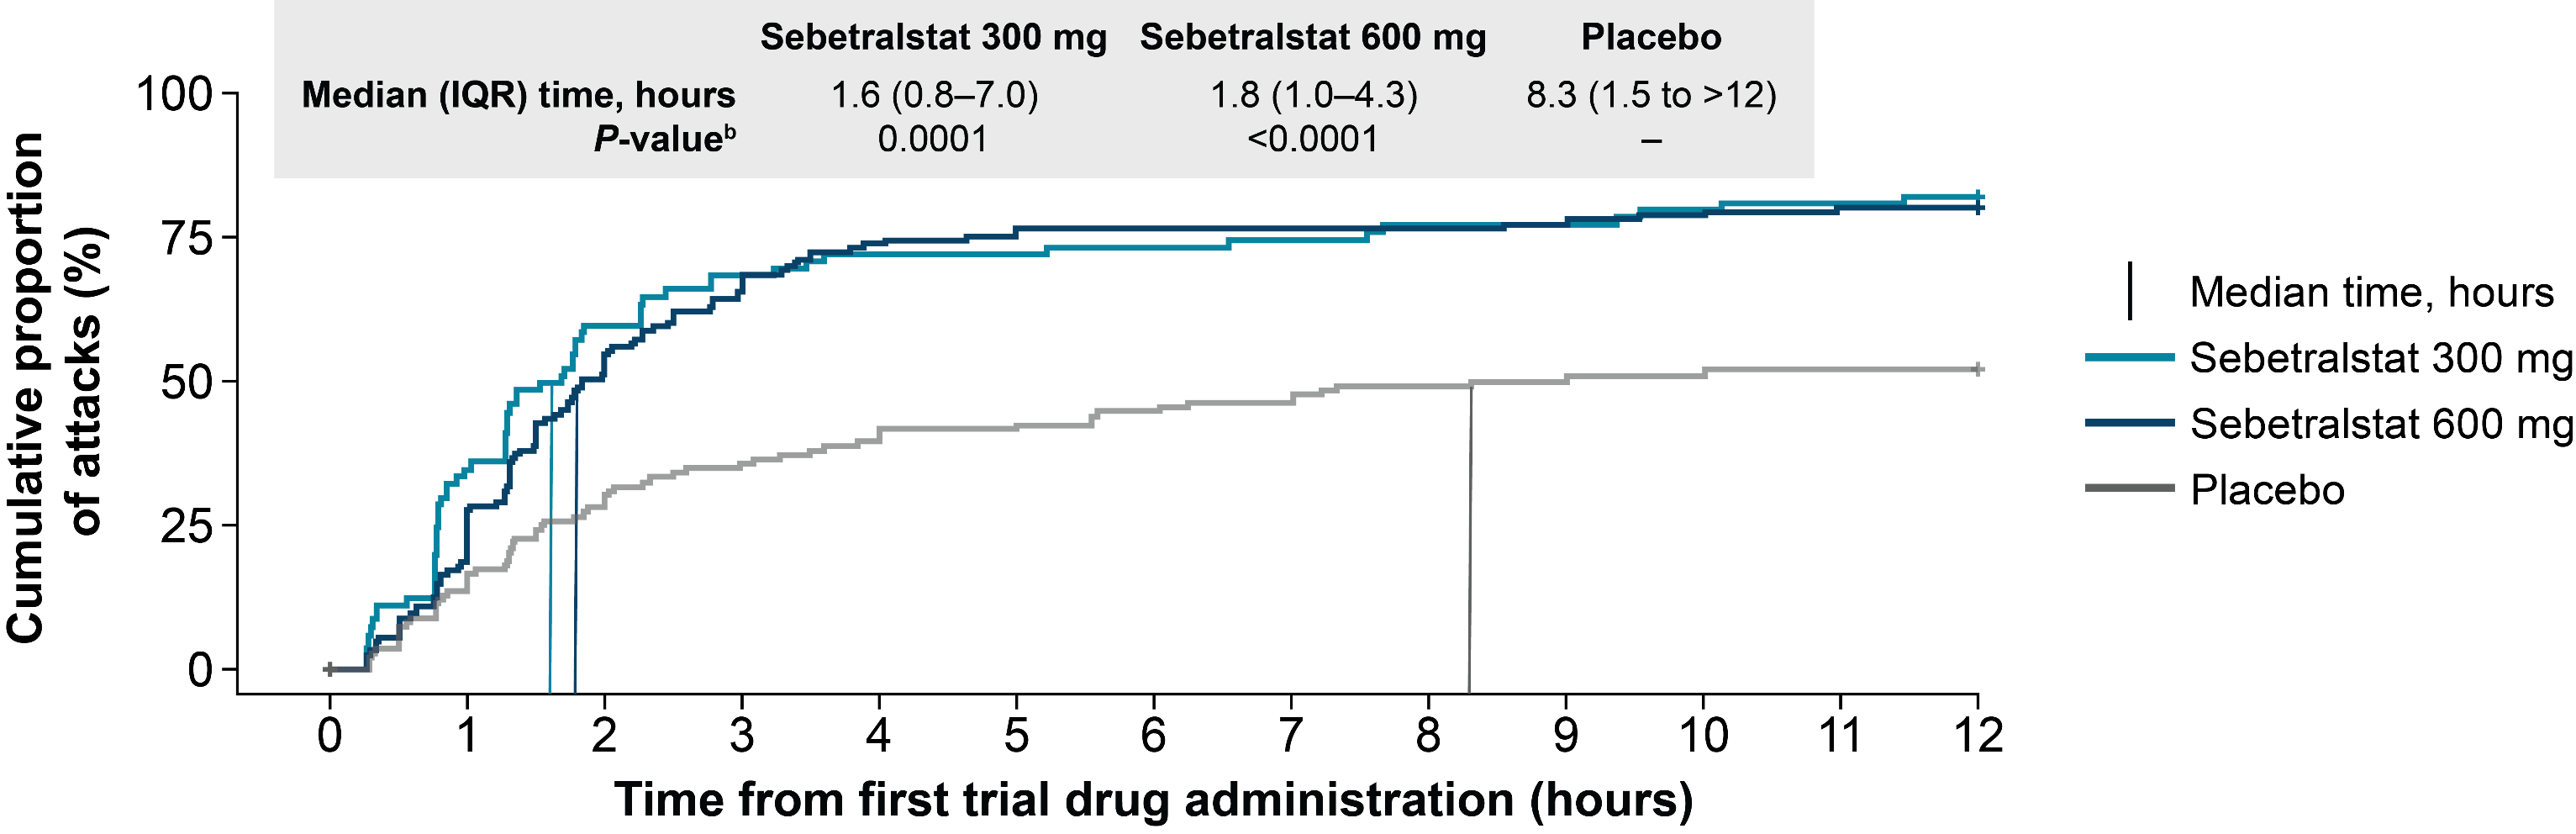 Sebetralstat 300 mg Sebetralstat 600 mg Placebo
Median (IQR) time, hours 1.6 (0.8–7.0) 1.8 (1.0–4.3) 8.3 (1.5 to >12)
P-valueᵇ 0.0001 <0.0001 –
Cumulative proportion
of attacks (%)
100
75
50
25
0
0 1 2 3 4 5 6 7 8 9 10 11 12
Time from first trial drug administration (hours)
Median time, hours
Sebetralstat 300 mg
Sebetralstat 600 mg
Placebo